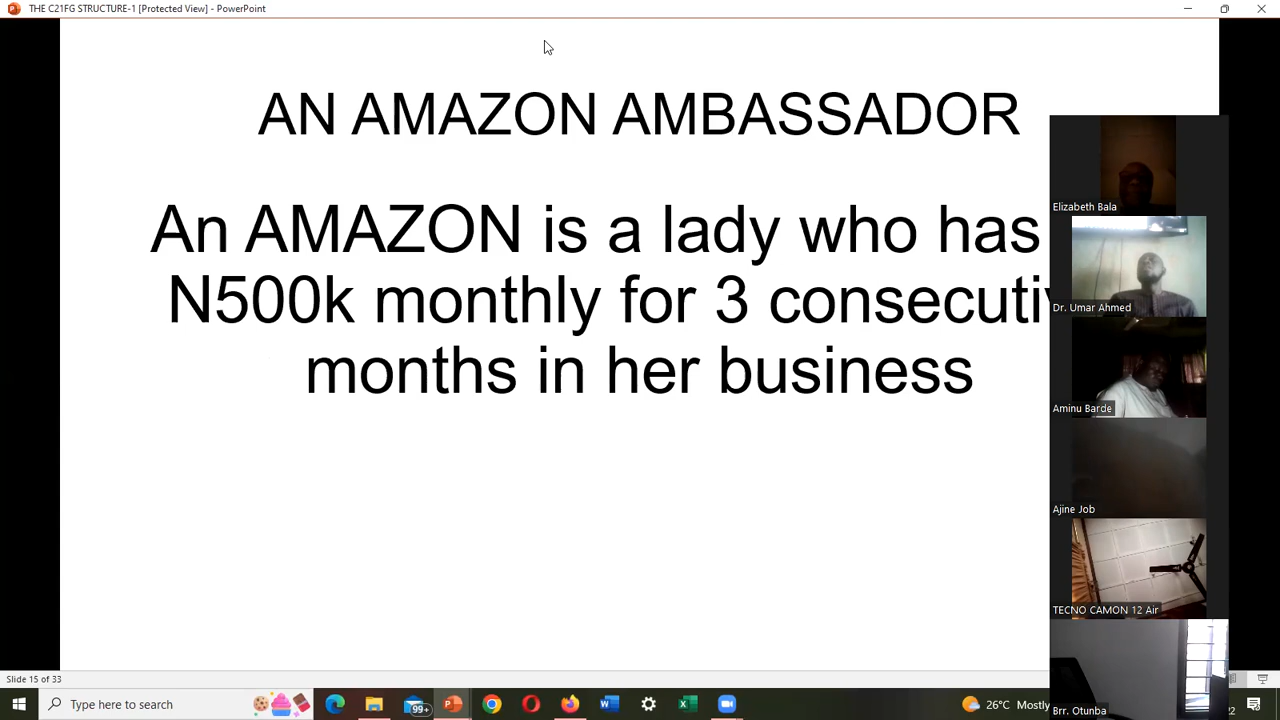 THE C21FG STRUCTURE-1 [Protected View] - PowerPoint
AN AMAZON AMBASSADOR
An AMAZON is a lady who has
N500k monthly for 3 consecuti
months in her business
Elizabeth Bala
Dr. Umar Ahmed
Aminu Barde
Ajine Job
TECNO CAMON 12 Air
Brr. Otunba
Slide 15 of 33
Type here to search
99+
26°C Mostly